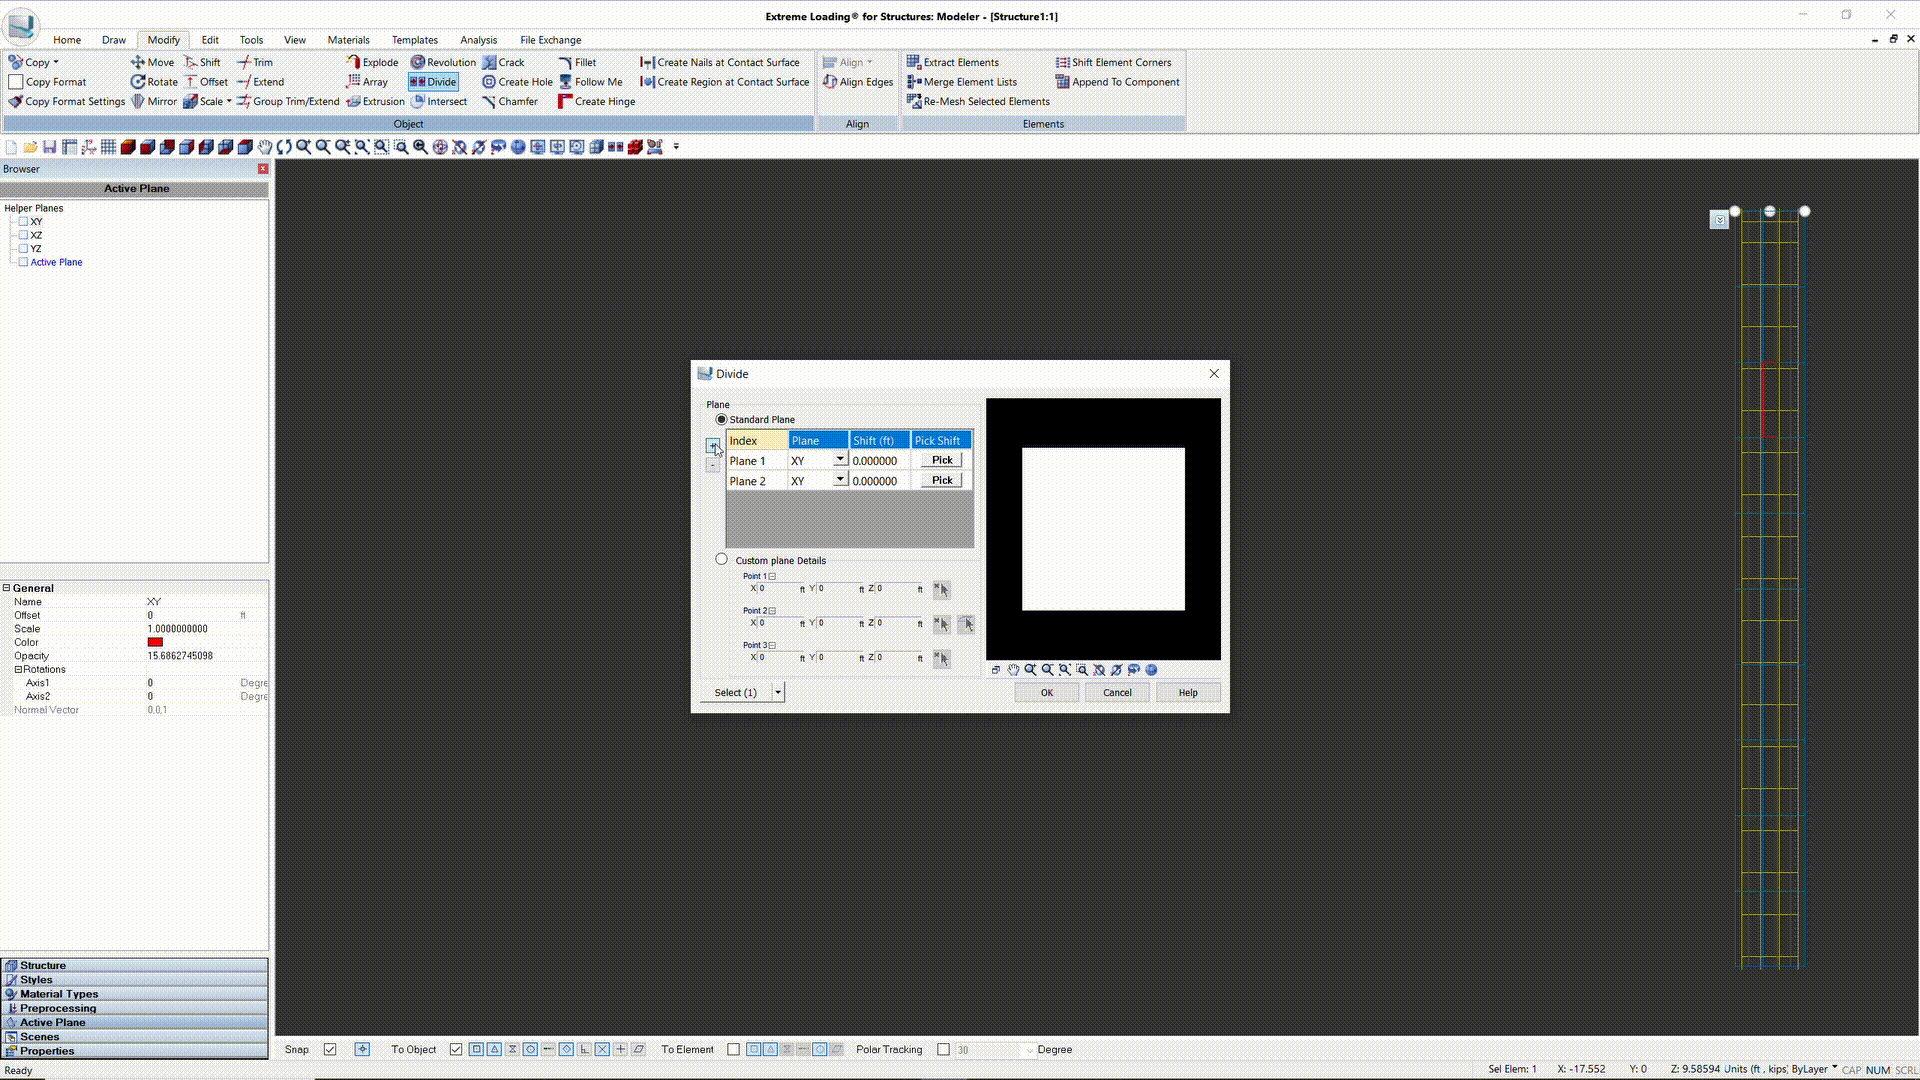 Extreme Loading® for Structures: Modeler - [Structure1:1]
Home Draw Modify Edit Tools View Materials Templates Analysis File Exchange
Copy Move Shift Trim Explode Revolution Crack Fillet Create Nails at Contact Surface Align Extract Elements Shift Element Corners
Copy Format Rotate Offset Extend Array Divide Create Hole Follow Me Create Region at Contact Surface Align Edges Merge Element Lists Append To Component
Copy Format Settings Mirror Scale Group Trim/Extend Extrusion Intersect Chamfer Create Hinge Re-Mesh Selected Elements
Object Align Elements
Browser
Active Plane
Helper Planes
XY
XZ
YZ
Active Plane
Divide
Plane
Standard Plane
Index Plane Shift (ft) Pick Shift
Plane 1 XY 0.000000 Pick
Plane 2 XY 0.000000 Pick
Custom plane Details
Point 1
X 0 ft Y 0 ft Z 0 ft
Point 2
X 0 ft Y 0 ft Z 0 ft
Point 3
X 0 ft Y 0 ft Z 0 ft
Select (1) OK Cancel Help
General
Name XY
Offset 0 ft
Scale 1.0000000000
Color
Opacity 15.6862745098
Rotations
Axis1 0 Degre
Axis2 0 Degre
Normal Vector 0,0,1
Structure
Styles
Material Types
Preprocessing
Active Plane
Scenes
Properties
Snap To Object To Element Polar Tracking 30 Degree
Ready Sel Elem: 1 X: -17.552 Y: 0 Z: 9.58594 Units (ft , kips) ByLayer CAP NUM SCRL